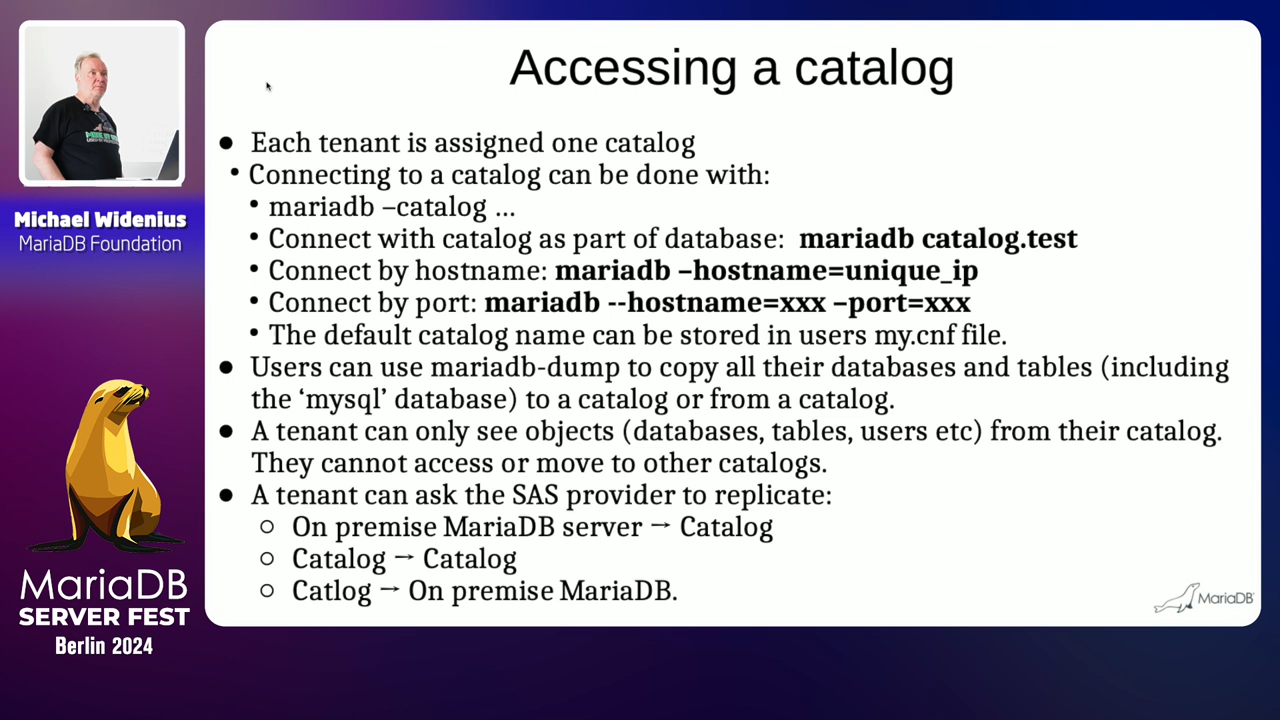 Accessing a catalog
● Each tenant is assigned one catalog
• Connecting to a catalog can be done with:
• mariadb –catalog ...
• Connect with catalog as part of database: mariadb catalog.test
• Connect by hostname: mariadb –hostname=unique_ip
• Connect by port: mariadb --hostname=xxx –port=xxx
• The default catalog name can be stored in users my.cnf file.
● Users can use mariadb-dump to copy all their databases and tables (including
the ‘mysql’ database) to a catalog or from a catalog.
● A tenant can only see objects (databases, tables, users etc) from their catalog.
They cannot access or move to other catalogs.
● A tenant can ask the SAS provider to replicate:
○ On premise MariaDB server → Catalog
○ Catalog → Catalog
○ Catlog → On premise MariaDB.
MariaDB
Michael Widenius
MariaDB Foundation
MariaDB
SERVER FEST
Berlin 2024